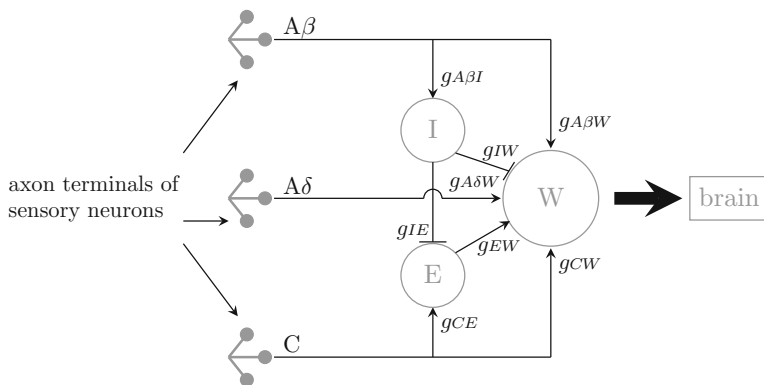 Aβ
gAβI
I
gAβW
gIW
axon terminals of
sensory neurons
Aδ
gAδW
W
brain
gIE
gEW
E
gCW
gCE
C